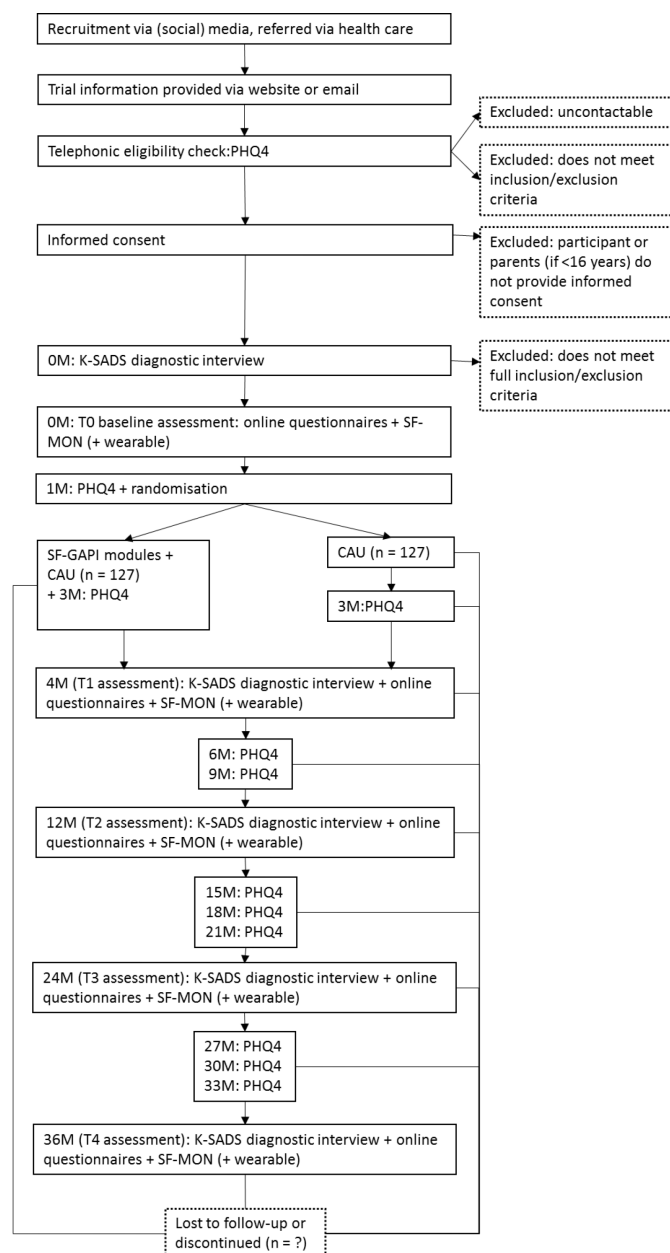 Recruitment via (social) media, referred via health care
Trial information provided via website or email
Excluded: uncontactable
Telephonic eligibility check:PHQ4
Excluded: does not meet
inclusion/exclusion
criteria
Informed consent
Excluded: participant or
parents (if <16 years) do
not provide informed
consent
0M: K-SADS diagnostic interview
Excluded: does not meet
full inclusion/exclusion
criteria
0M: T0 baseline assessment: online questionnaires + SF-
MON (+ wearable)
1M: PHQ4 + randomisation
SF-GAPI modules +
CAU (n = 127)
+ 3M: PHQ4
CAU (n = 127)
3M:PHQ4
4M (T1 assessment): K-SADS diagnostic interview + online
questionnaires + SF-MON (+ wearable)
6M: PHQ4
9M: PHQ4
12M (T2 assessment): K-SADS diagnostic interview + online
questionnaires + SF-MON (+ wearable)
15M: PHQ4
18M: PHQ4
21M: PHQ4
24M (T3 assessment): K-SADS diagnostic interview + online
questionnaires + SF-MON (+ wearable)
27M: PHQ4
30M: PHQ4
33M: PHQ4
36M (T4 assessment): K-SADS diagnostic interview + online
questionnaires + SF-MON (+ wearable)
Lost to follow-up or
discontinued (n = ?)